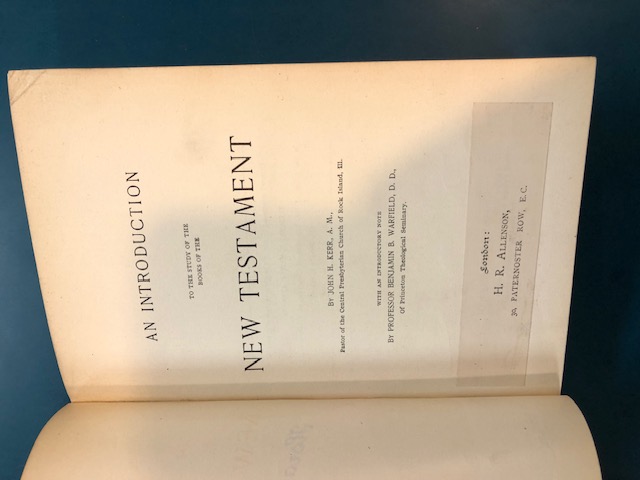 AN INTRODUCTION
TO THE STUDY OF THE
BOOKS OF THE
NEW TESTAMENT
BY JOHN H. KERR, A. M.,
Pastor of the Central Presbyterian Church of Rock Island, Ill.
WITH AN INTRODUCTORY NOTE
BY PROFESSOR BENJAMIN B. WARFIELD, D. D.,
Of Princeton Theological Seminary.
London:
H. R. ALLENSON,
30, PATERNOSTER ROW, E.C.